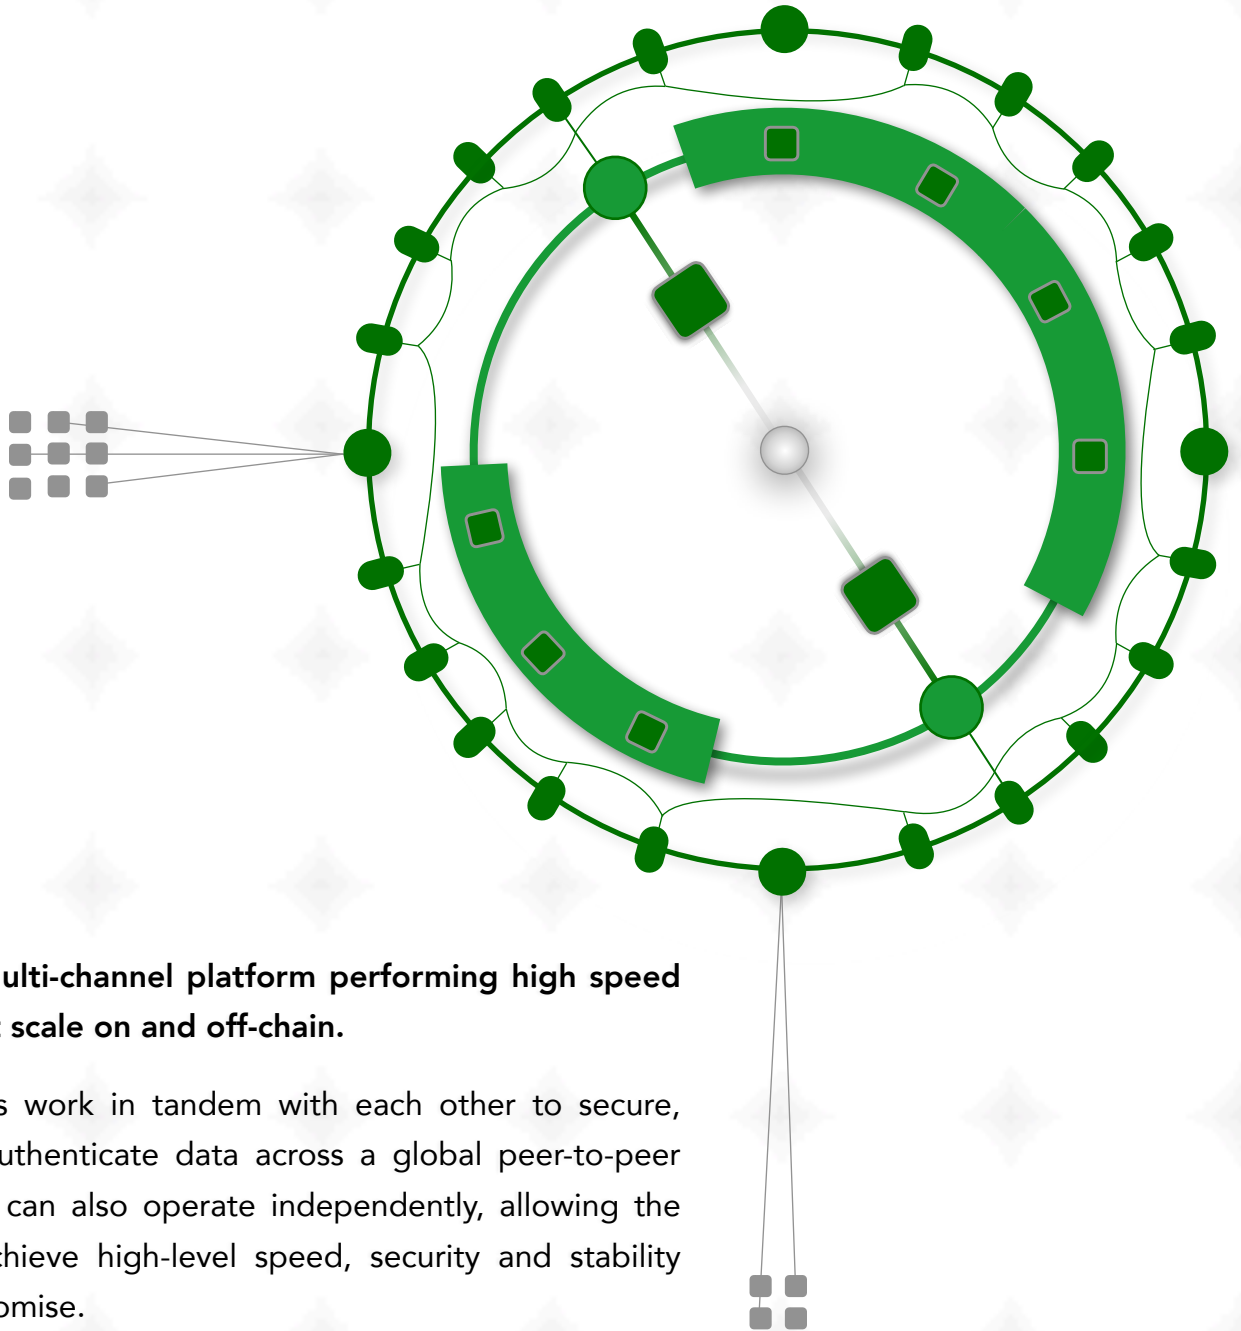 ulti-channel platform performing high speed
scale on and off-chain.
s work in tandem with each other to secure,
uthenticate data across a global peer-to-peer
can also operate independently, allowing the
chieve high-level speed, security and stability
omise.